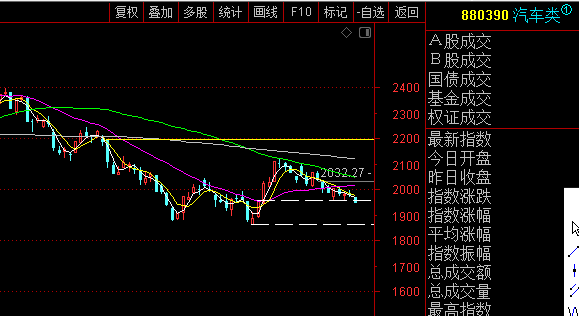 复权 叠加 多股 统计 画线 F10 标记 -自选 返回
880390 汽车类①
Ａ股成交
Ｂ股成交
国债成交
基金成交
权证成交
最新指数
今日开盘
昨日收盘
指数涨跌
指数涨幅
平均涨幅
指数振幅
总成交额
总成交量
最高指数
2400
2300
2200
2100
2000
1900
1800
1700
1600
2032.27 -
W